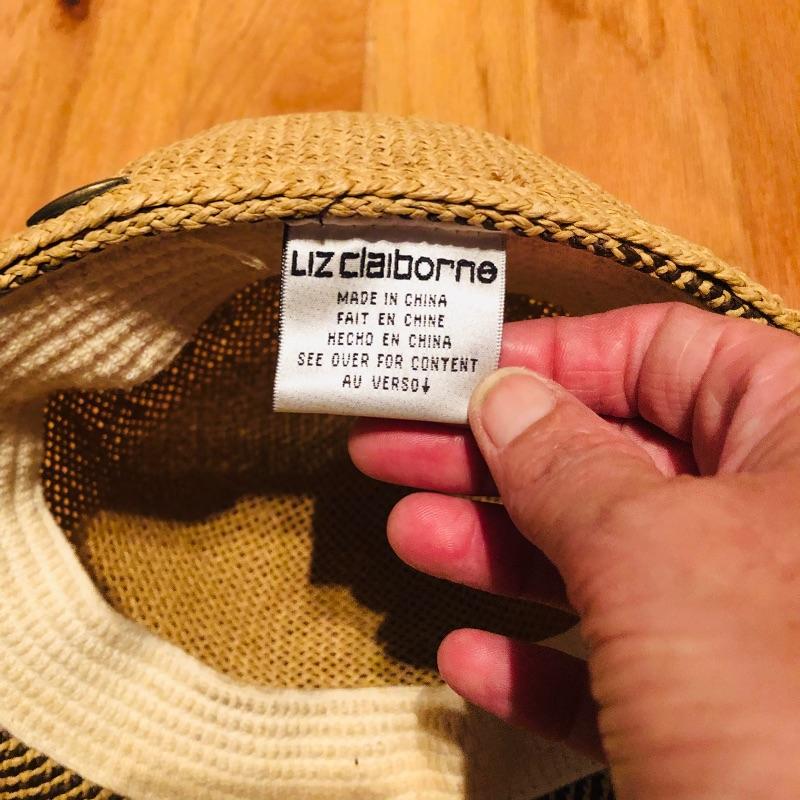 Liz claiborne
MADE IN CHINA
FAIT EN CHINE
HECHO EN CHINA
SEE OVER FOR CONTENT
AU VERSO↓